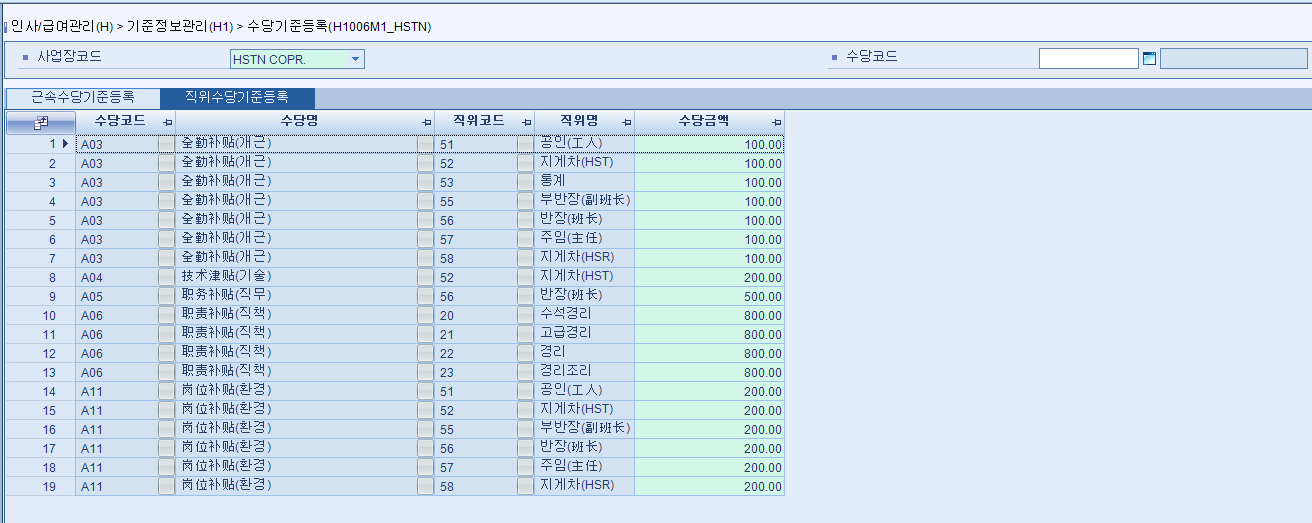 인사/급여관리(H) > 기준정보관리(H1) > 수당기준등록(H1006M1_HSTN)
사업장코드 HSTN COPR. 수당코드
근속수당기준등록 직위수당기준등록
수당코드 수당명 직위코드 직위명 수당금액
1 A03 全勤补贴(개근) 51 공인(工人) 100.00
2 A03 全勤补贴(개근) 52 지게차(HST) 100.00
3 A03 全勤补贴(개근) 53 통계 100.00
4 A03 全勤补贴(개근) 55 부반장(副班长) 100.00
5 A03 全勤补贴(개근) 56 반장(班长) 100.00
6 A03 全勤补贴(개근) 57 주임(主任) 100.00
7 A03 全勤补贴(개근) 58 지게차(HSR) 100.00
8 A04 技术津贴(기술) 52 지게차(HST) 200.00
9 A05 职务补贴(직무) 56 반장(班长) 500.00
10 A06 职责补贴(직책) 20 수석경리 800.00
11 A06 职责补贴(직책) 21 고급경리 800.00
12 A06 职责补贴(직책) 22 경리 800.00
13 A06 职责补贴(직책) 23 경리조리 800.00
14 A11 岗位补贴(환경) 51 공인(工人) 200.00
15 A11 岗位补贴(환경) 52 지게차(HST) 200.00
16 A11 岗位补贴(환경) 55 부반장(副班长) 200.00
17 A11 岗位补贴(환경) 56 반장(班长) 200.00
18 A11 岗位补贴(환경) 57 주임(主任) 200.00
19 A11 岗位补贴(환경) 58 지게차(HSR) 200.00